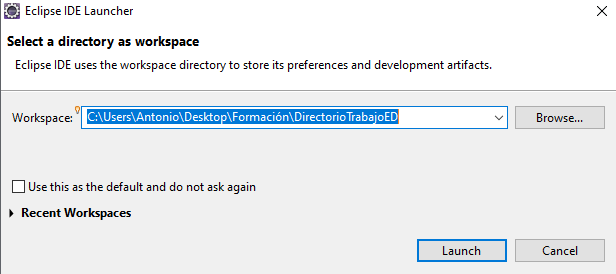 Eclipse IDE Launcher
Select a directory as workspace
Eclipse IDE uses the workspace directory to store its preferences and development artifacts.
Workspace: C:\Users\Antonio\Desktop\Formación\DirectorioTrabajoED Browse...
Use this as the default and do not ask again
Recent Workspaces
Launch Cancel